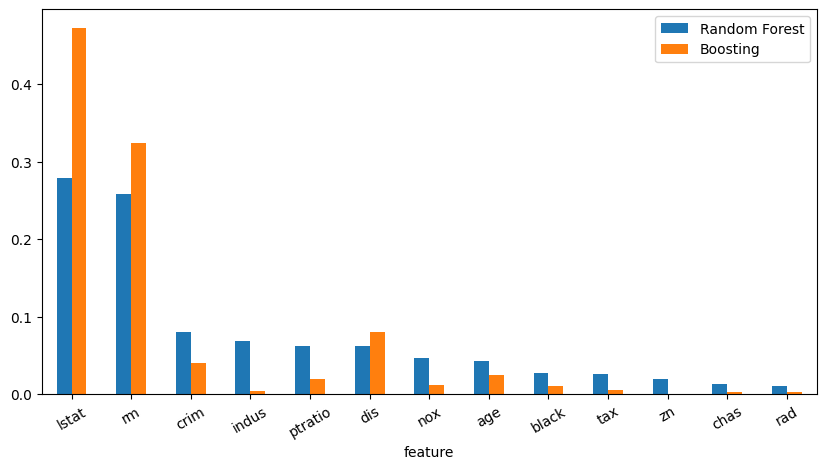 Random Forest
Boosting
0.4
0.3
0.2
0.1
0.0
lstat rm crim indus ptratio dis nox age black tax zn chas rad
feature